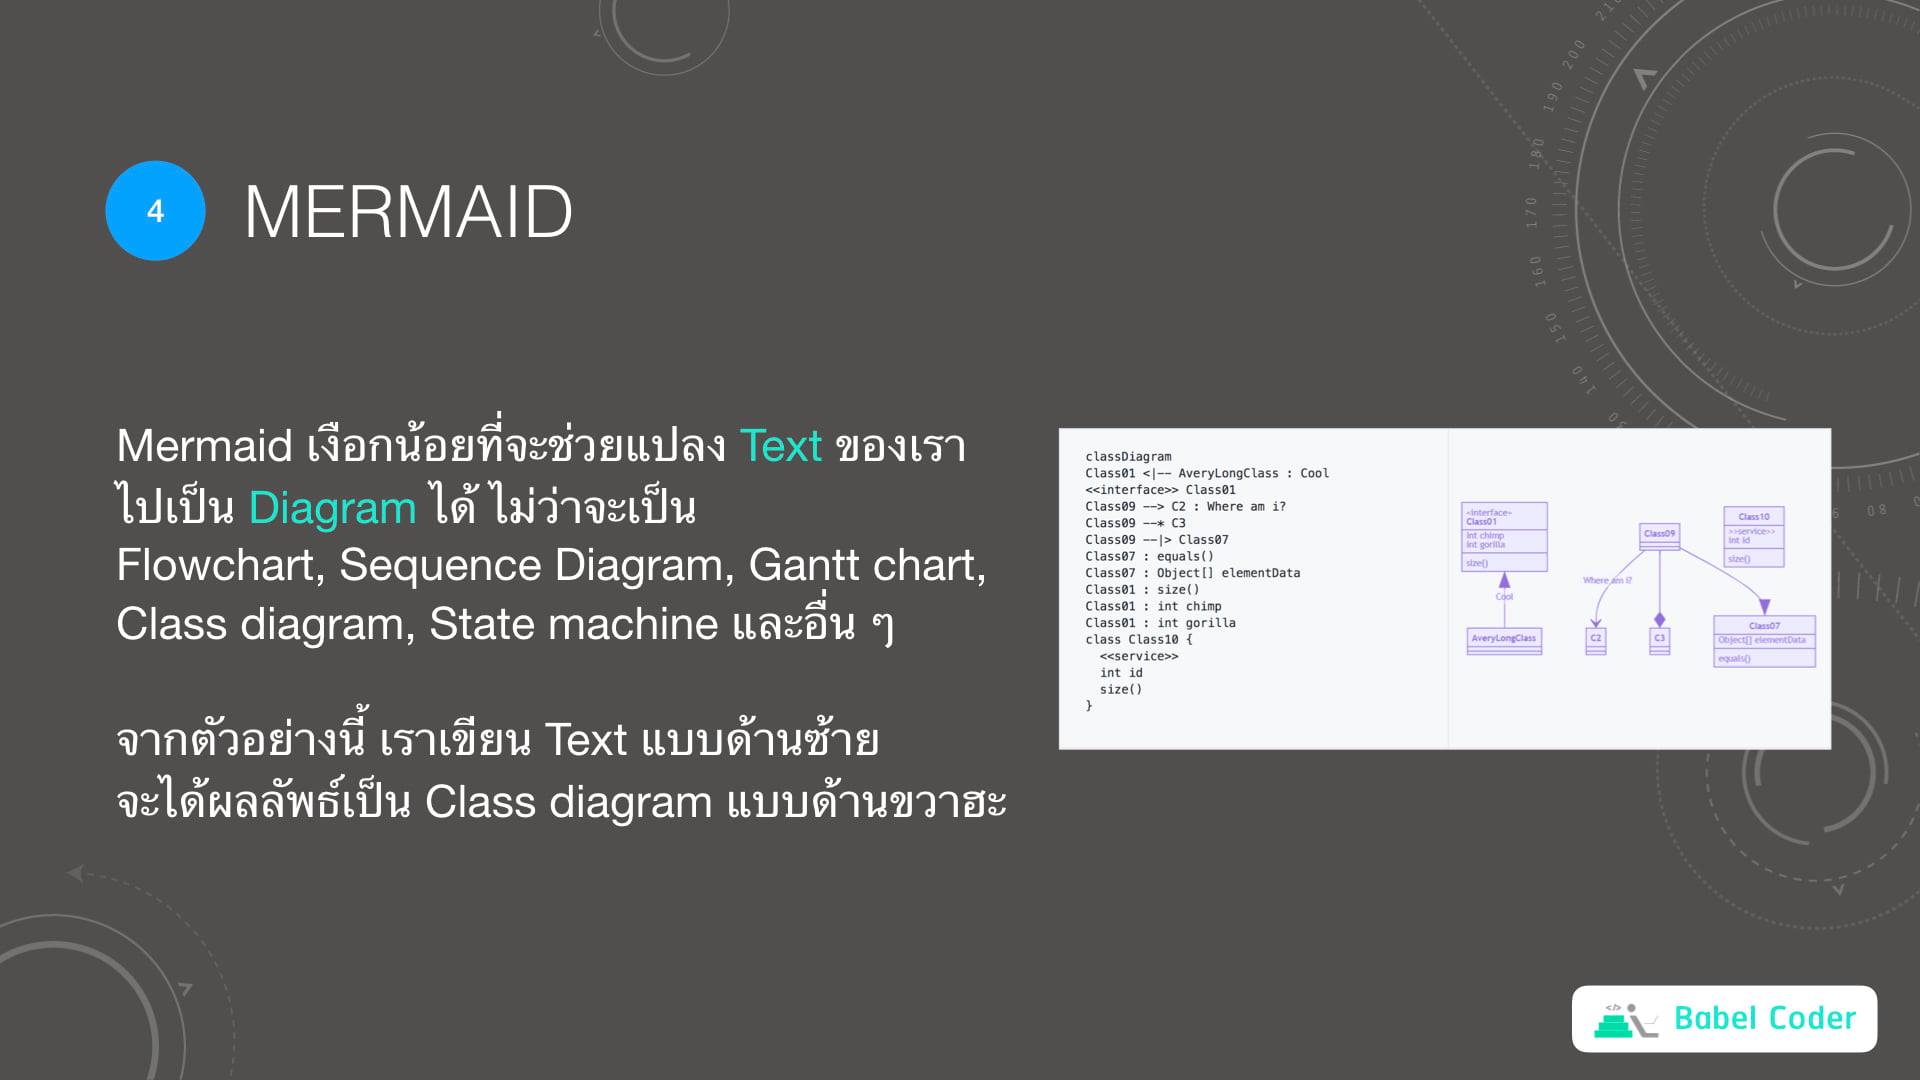 4
MERMAID
Mermaid เงือกน้อยที่จะช่วยแปลง Text ของเรา
ไปเป็น Diagram ได้ ไม่ว่าจะเป็น
Flowchart, Sequence Diagram, Gantt chart,
Class diagram, State machine และอื่น ๆ
จากตัวอย่างนี้ เราเขียน Text แบบด้านซ้าย
จะได้ผลลัพธ์เป็น Class diagram แบบด้านขวาฮะ
classDiagram
Class01 <|-- AveryLongClass : Cool
<<interface>> Class01
Class09 --> C2 : Where am i?
Class09 --* C3
Class09 --|> Class07
Class07 : equals()
Class07 : Object[] elementData
Class01 : size()
Class01 : int chimp
Class01 : int gorilla
class Class10 {
<<service>>
int id
size()
}
Class01
int chimp
int gorilla
size()
Cool
AveryLongClass
Class09
Where am i?
C2
C3
Class10
>>service>>
int id
size()
Class07
Object[] elementData
equals()
200
190
180
170
160
150
140
80
</>
Babel Coder